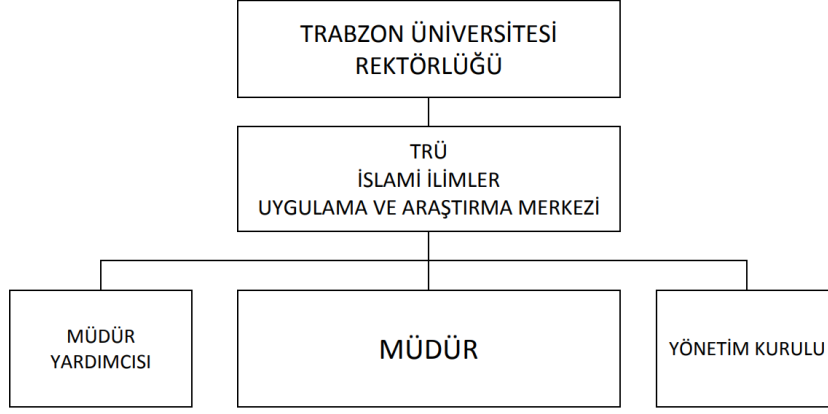 TRABZON ÜNİVERSİTESİ
REKTÖRLÜĞÜ
TRÜ
İSLAMİ İLİMLER
UYGULAMA VE ARAŞTIRMA MERKEZİ
MÜDÜR
YARDIMCISI
MÜDÜR
YÖNETİM KURULU